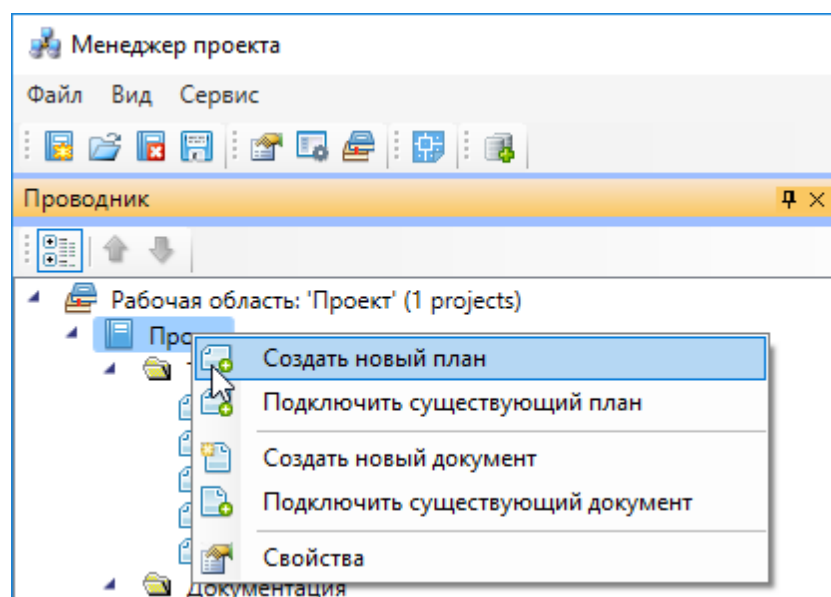 Менеджер проекта
Файл Вид Сервис
Проводник
Рабочая область: 'Проект' (1 projects)
Создать новый план
Подключить существующий план
Создать новый документ
Подключить существующий документ
Свойства
Документация